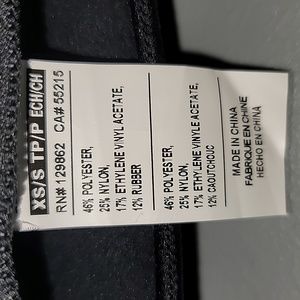 XS/S TP/P ECH/CH
RN# 129862 CA# 55215
46% POLYESTER,
25% NYLON,
17% ETHYLENE VINYL ACETATE,
12% RUBBER
46% POLYESTER,
25% NYLON,
17% ETHYLENE VINYLE ACETATE,
12% CAOUTCHOUC
MADE IN CHINA
FABRIQUÉ EN CHINE
HECHO EN CHINA